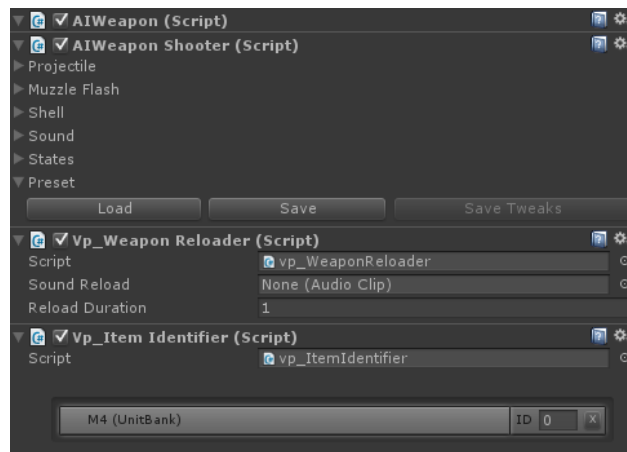 AIWeapon (Script)
AIWeapon Shooter (Script)
Projectile
Muzzle Flash
Shell
Sound
States
Preset
Load Save Save Tweaks
Vp_Weapon Reloader (Script)
Script vp_WeaponReloader
Sound Reload None (Audio Clip)
Reload Duration 1
Vp_Item Identifier (Script)
Script vp_ItemIdentifier
M4 (UnitBank) ID 0 x